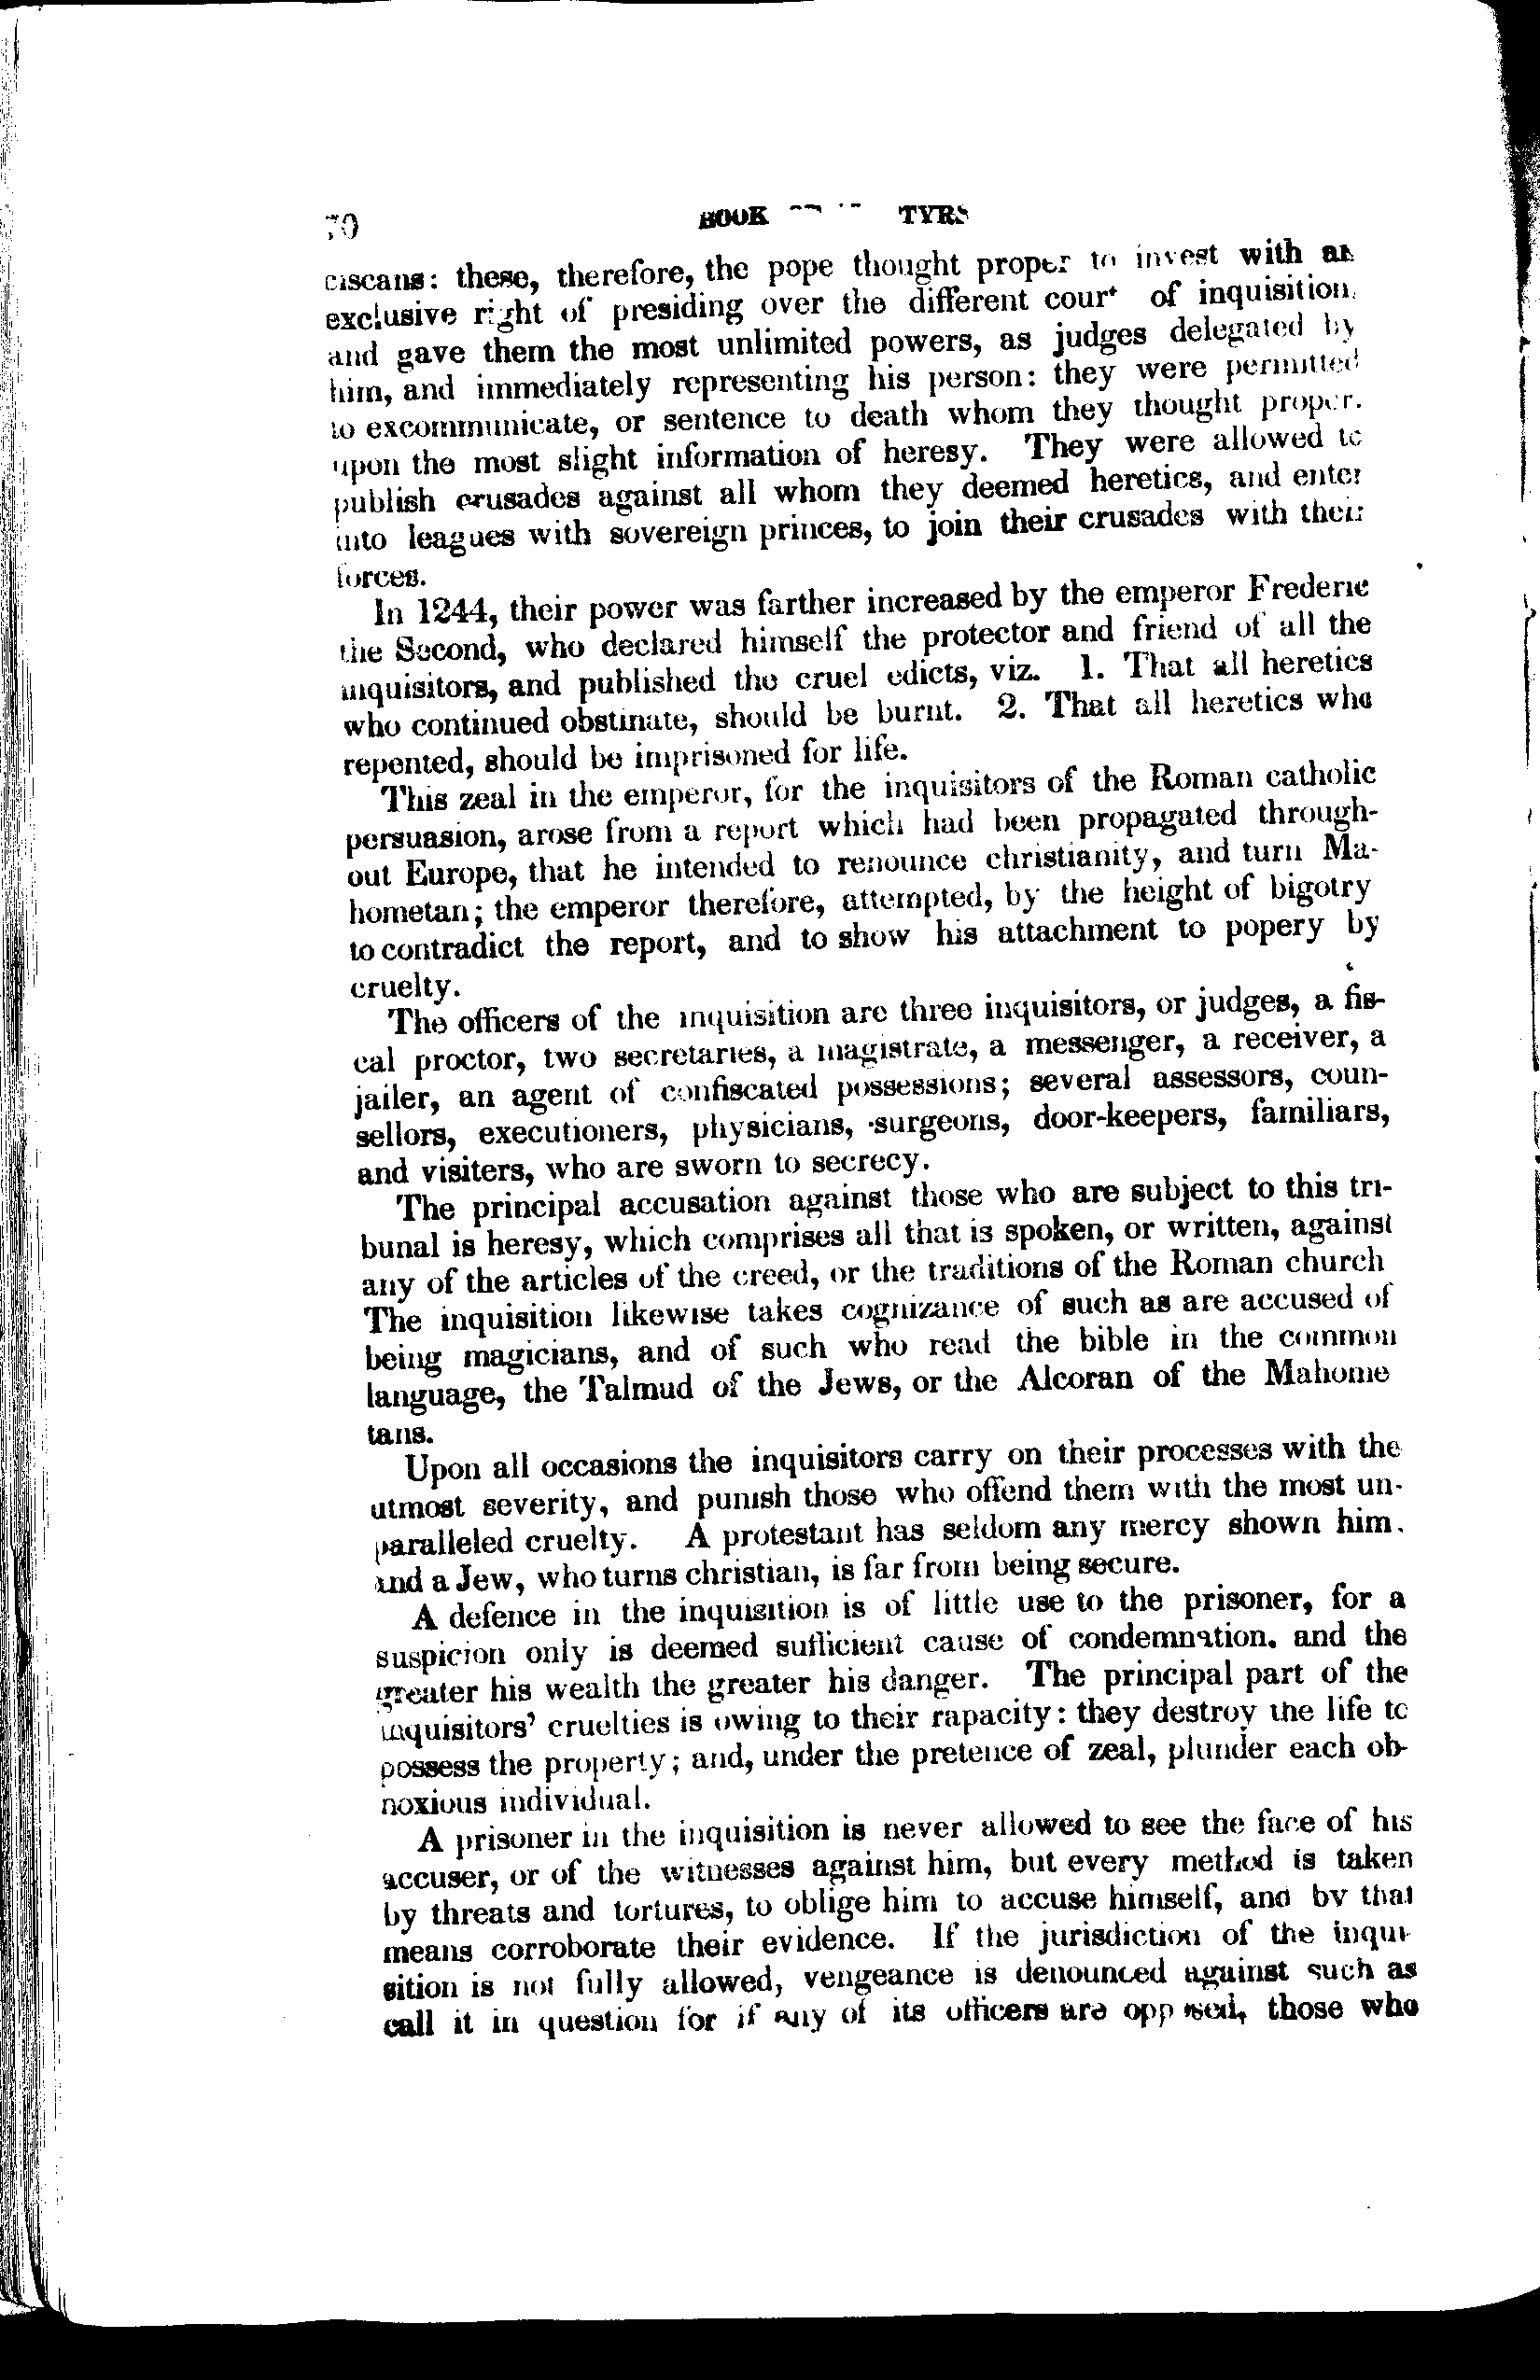 70 BOOK TYRS
ciscans: these, therefore, the pope thought proper to invest with an
exclusive right of presiding over the different court of inquisition,
and gave them the most unlimited powers, as judges delegated by
him, and immediately representing his person: they were permitted
to excommunicate, or sentence to death whom they thought proper.
upon the most slight information of heresy. They were allowed to
publish crusades against all whom they deemed heretics, and enter
into leagues with sovereign princes, to join their crusades with their
forces.
In 1244, their power was farther increased by the emperor Frederic
the Second, who declared himself the protector and friend of all the
inquisitors, and published the cruel edicts, viz. 1. That all heretics
who continued obstinate, should be burnt. 2. That all heretics who
repented, should be imprisoned for life.
This zeal in the emperor, for the inquisitors of the Roman catholic
persuasion, arose from a report which had been propagated through-
out Europe, that he intended to renounce christianity, and turn Ma-
hometan; the emperor therefore, attempted, by the height of bigotry
to contradict the report, and to show his attachment to popery by
cruelty.
The officers of the inquisition are three inquisitors, or judges, a fis-
cal proctor, two secretaries, a magistrate, a messenger, a receiver, a
jailer, an agent of confiscated possessions; several assessors, coun-
sellors, executioners, physicians, surgeons, door-keepers, familiars,
and visiters, who are sworn to secrecy.
The principal accusation against those who are subject to this tri-
bunal is heresy, which comprises all that is spoken, or written, against
any of the articles of the creed, or the traditions of the Roman church
The inquisition likewise takes cognizance of such as are accused of
being magicians, and of such who read the bible in the common
language, the Talmud of the Jews, or the Alcoran of the Mahome
tans.
Upon all occasions the inquisitors carry on their processes with the
utmost severity, and punish those who offend them with the most un-
paralleled cruelty. A protestant has seldom any mercy shown him.
and a Jew, who turns christian, is far from being secure.
A defence in the inquisition is of little use to the prisoner, for a
suspicion only is deemed sufficient cause of condemnation. and the
greater his wealth the greater his danger. The principal part of the
inquisitors' cruelties is owing to their rapacity: they destroy the life to
possess the property; and, under the pretence of zeal, plunder each ob-
noxious individual.
A prisoner in the inquisition is never allowed to see the face of his
accuser, or of the witnesses against him, but every method is taken
by threats and tortures, to oblige him to accuse himself, and by that
means corroborate their evidence. If the jurisdiction of the inqui-
sition is not fully allowed, vengeance is denounced against such as
call it in question for if any of its officers are opposed, those who